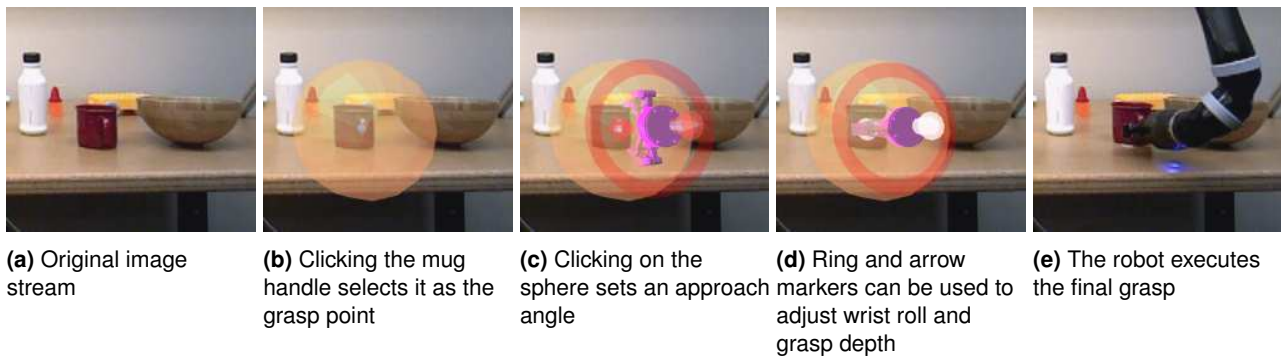 (a) Original image
stream
(b) Clicking the mug
handle selects it as the
grasp point
(c) Clicking on the
sphere sets an approach
angle
(d) Ring and arrow
markers can be used to
adjust wrist roll and
grasp depth
(e) The robot executes
the final grasp